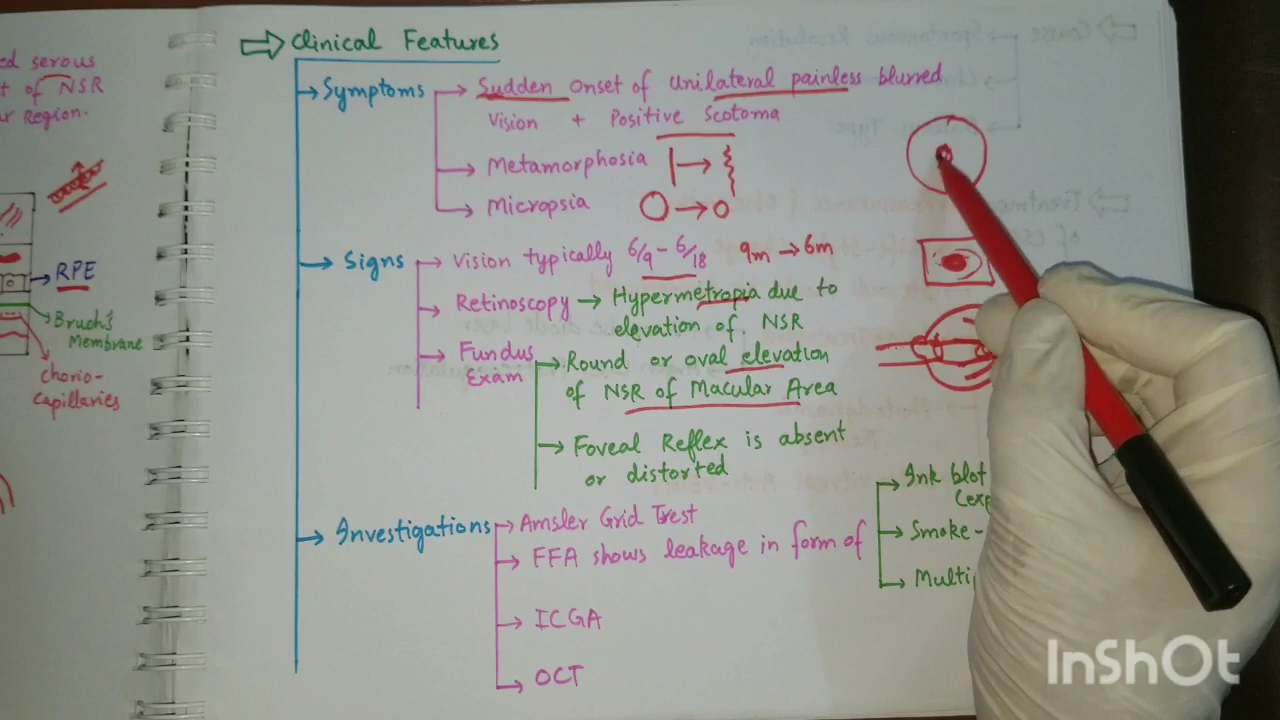 ed serous
t of NSR
r Region.
RPE
Bruch's
Membrane
Chorio-
Capillaries
Clinical Features
Symptoms
Sudden Onset of Unilateral painless blurred
Vision + Positive Scotoma
Metamorphosia
Micropsia
Signs
Vision typically 6/9 - 6/18 9m → 6m
Retinoscopy → Hypermetropia due to
elevation of NSR
Fundus
Exam
Round or oval elevation
of NSR of Macular Area
Foveal Reflex is absent
or distorted
Investigations
Amsler Grid Trest
FFA shows leakage in form of
Ink blot
(exp
Smoke-
Multi
ICGA
OCT
InShOt